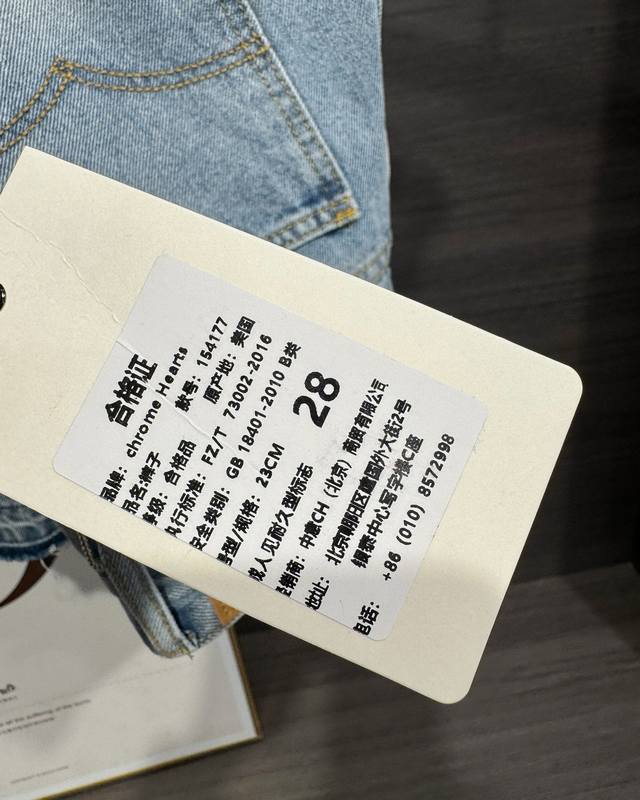 合格证
品牌: chrome Hearts
品名:裤子 款号: 154177
等级: 合格品 原产地: 美国
执行标准: FZ/T 73002-2016
安全类别: GB 18401-2010 B类
号型/规格: 23CM 28
成人见耐久型标志
经销商: 中意CH (北京) 商贸有限公司
地址: 北京朝阳区建国外大街2号
银泰中心写字楼C座
电话: +86 (010) 8572998